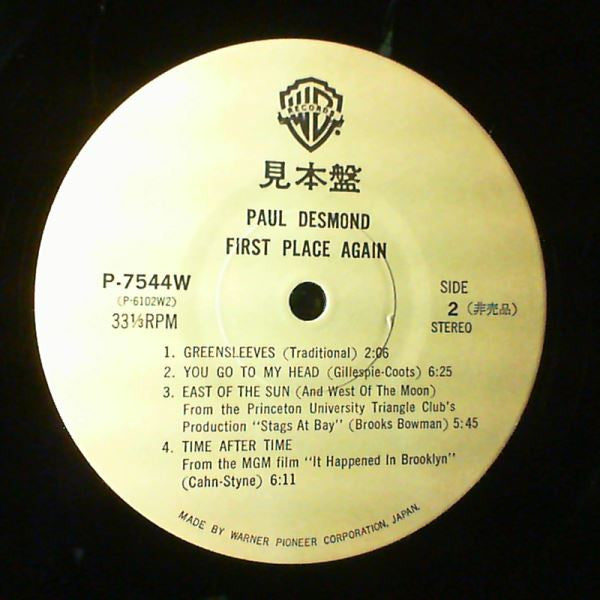 WB
RECORDS
®
見本盤
PAUL DESMOND
FIRST PLACE AGAIN
P-7544W
(P-6102W2)
33⅓RPM
SIDE
2 (非売品)
STEREO
1. GREENSLEEVES (Traditional) 2:06
2. YOU GO TO MY HEAD (Gillespie-Coots) 6:25
3. EAST OF THE SUN (And West Of The Moon)
From the Princeton University Triangle Club's
Production "Stags At Bay" (Brooks Bowman) 5:45
4. TIME AFTER TIME
From the MGM film "It Happened In Brooklyn"
(Cahn-Styne) 6:11
MADE BY WARNER PIONEER CORPORATION, JAPAN.